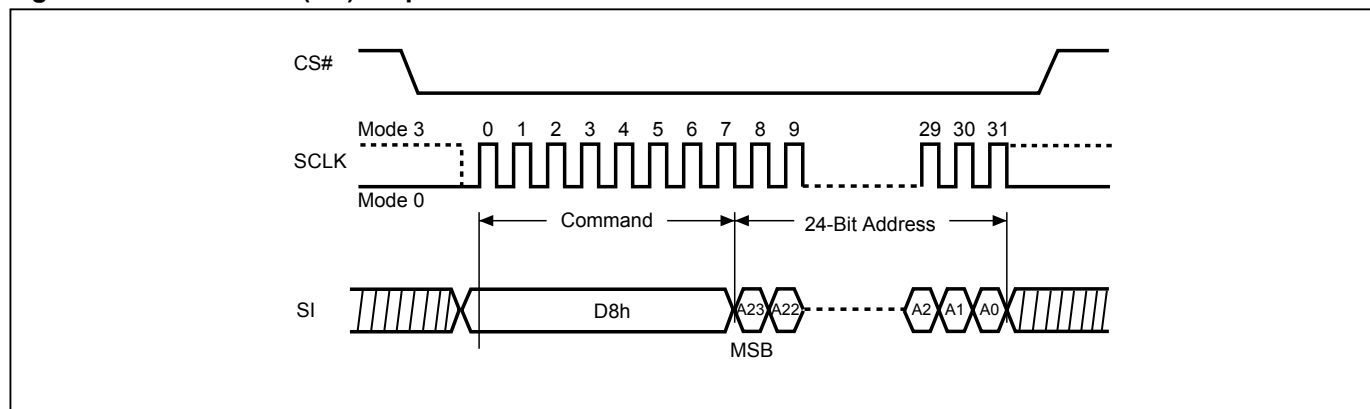 CS#
Mode 3
0 1 2 3 4 5 6 7 8 9 29 30 31
SCLK
Mode 0
Command
24-Bit Address
SI
D8h
A23 A22 A2 A1 A0
MSB